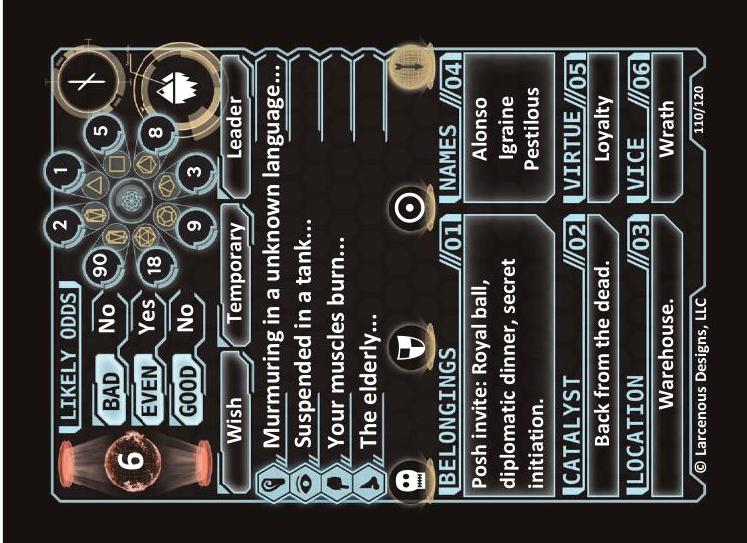 6
LIKELY ODDS
BAD No
EVEN Yes
GOOD No
2
1
5
8
3
9
18
90
Wish
Temporary
Leader
Murmuring in a unknown language...
Suspended in a tank...
Your muscles burn...
The elderly...
BELONGINGS //01
Posh invite: Royal ball,
diplomatic dinner, secret
initiation.
NAMES //04
Alonso
Igraine
Pestilous
CATALYST //02
Back from the dead.
VIRTUE //05
Loyalty
LOCATION //03
Warehouse.
VICE //06
Wrath
© Larcenous Designs, LLC
110/120